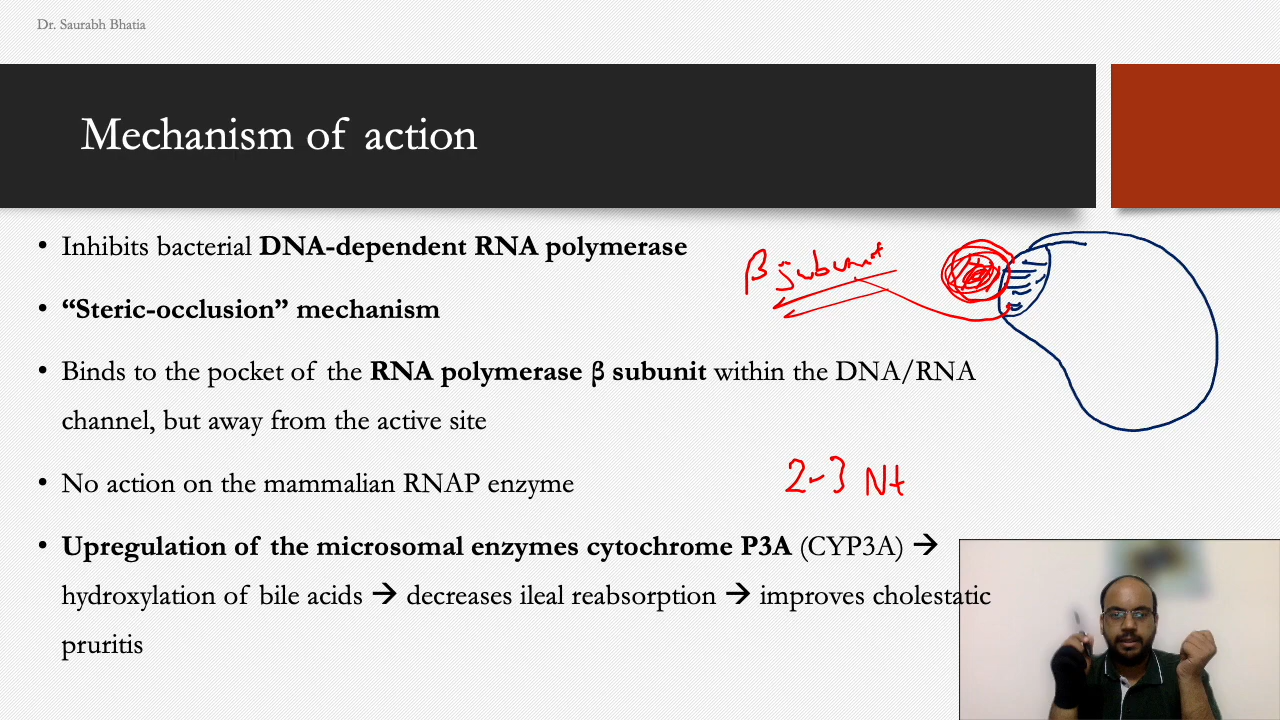 Dr. Saurabh Bhatia
Mechanism of action
• Inhibits bacterial DNA-dependent RNA polymerase
β subunit
• “Steric-occlusion” mechanism
• Binds to the pocket of the RNA polymerase β subunit within the DNA/RNA
channel, but away from the active site
• No action on the mammalian RNAP enzyme
2-3 Nt
• Upregulation of the microsomal enzymes cytochrome P3A (CYP3A) →
hydroxylation of bile acids → decreases ileal reabsorption → improves cholestatic
pruritis